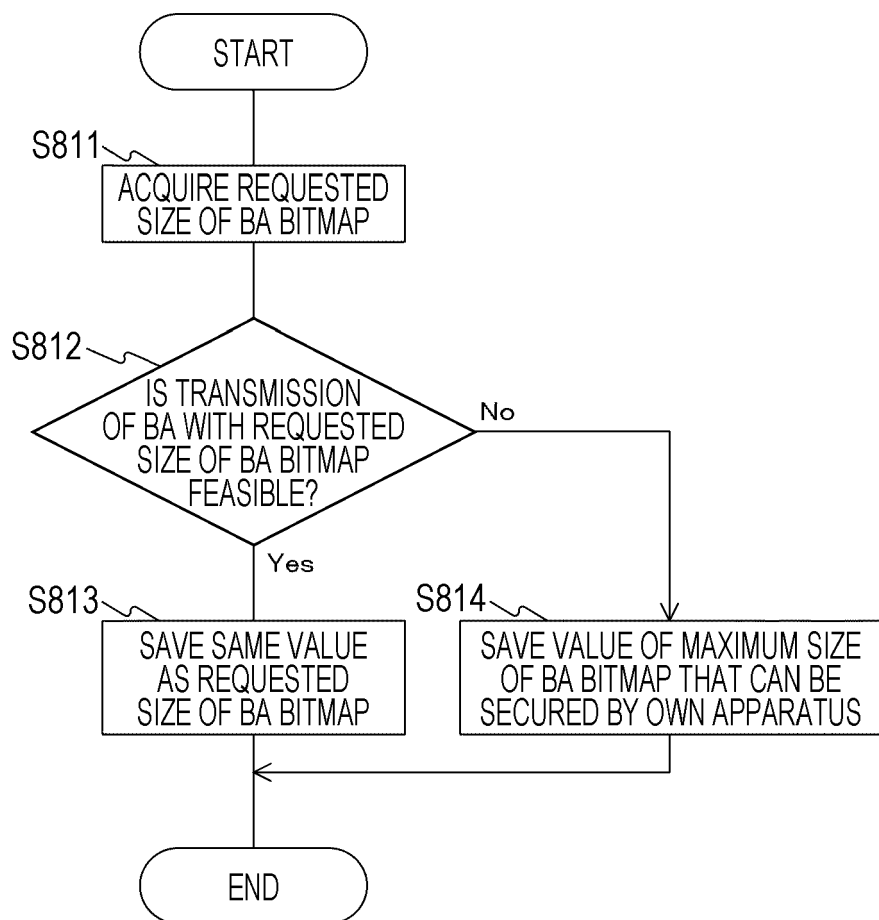 START
S811
ACQUIRE REQUESTED
SIZE OF BA BITMAP
S812
IS TRANSMISSION
OF BA WITH REQUESTED
SIZE OF BA BITMAP
FEASIBLE?
No
Yes
S813
SAVE SAME VALUE
AS REQUESTED
SIZE OF BA BITMAP
S814
SAVE VALUE OF MAXIMUM SIZE
OF BA BITMAP THAT CAN BE
SECURED BY OWN APPARATUS
END